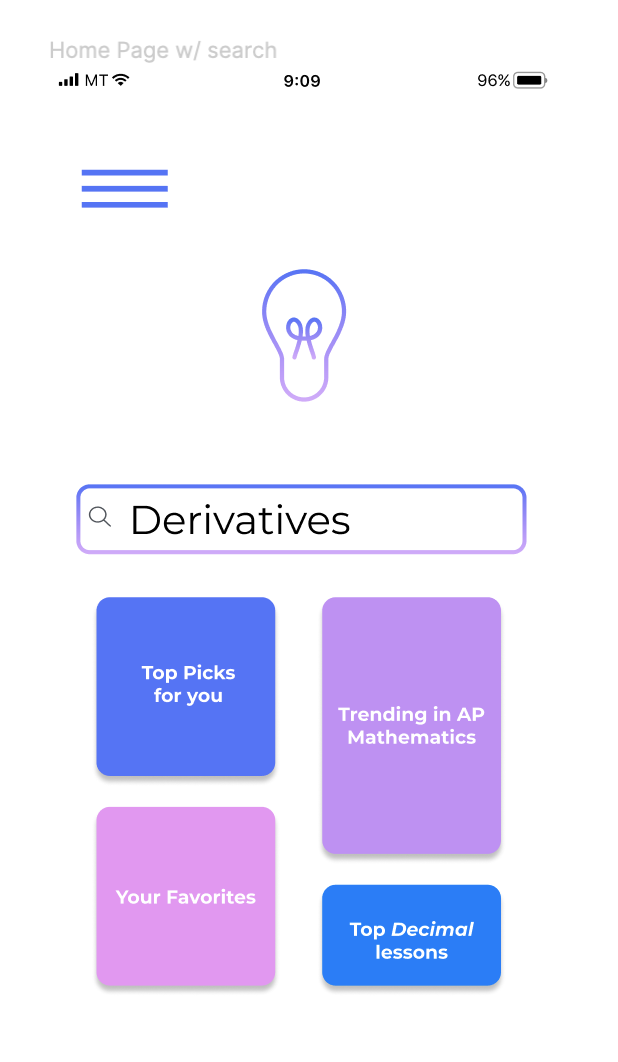 Home Page w/ search
MT 9:09 96%
Derivatives
Top Picks
for you
Trending in AP
Mathematics
Your Favorites
Top Decimal
lessons